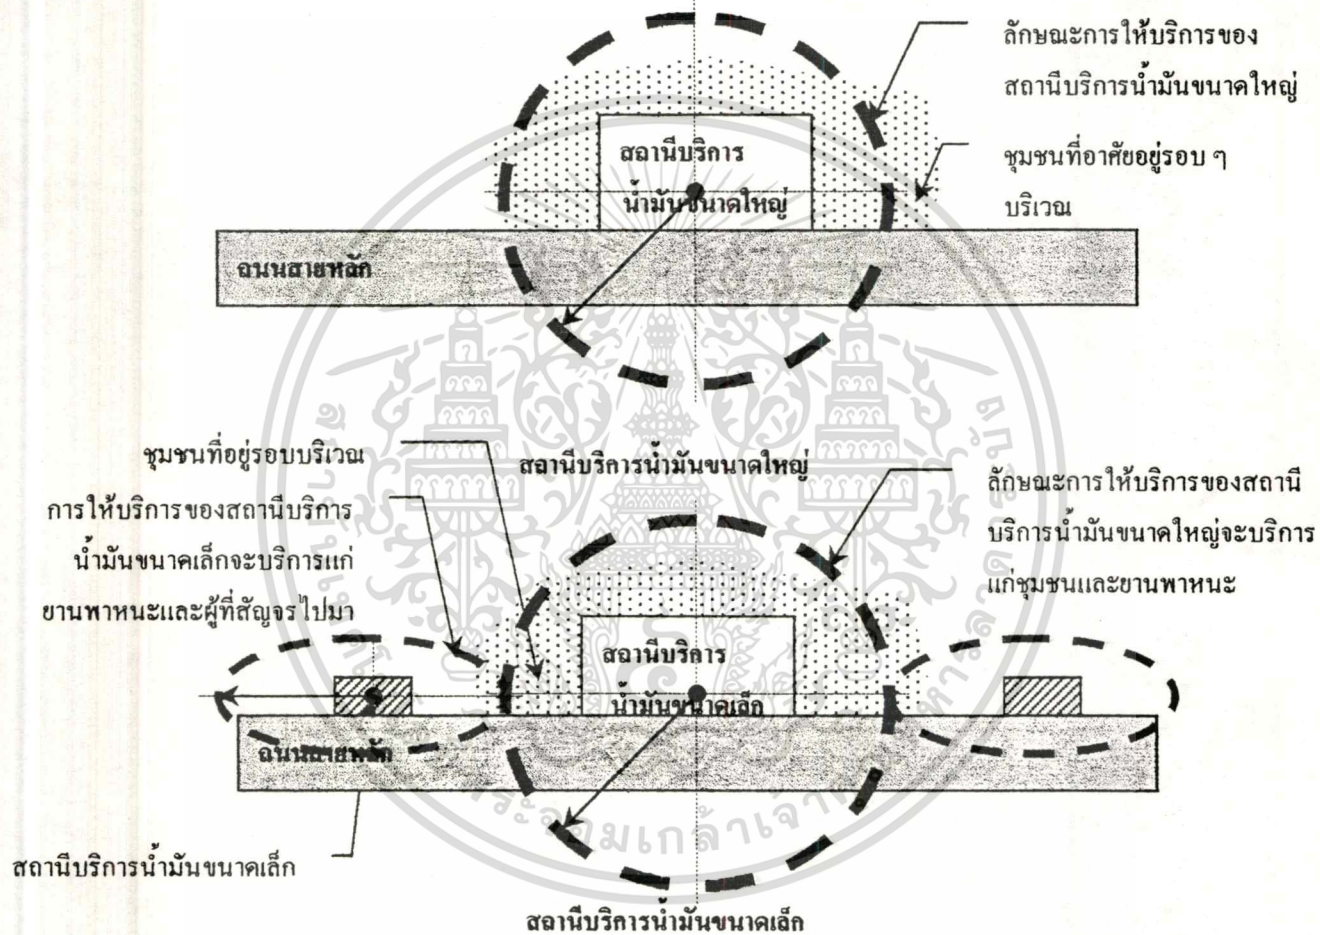 ลักษณะการให้บริการของ
สถานีบริการน้ำมันขนาดใหญ่
ชุมชนที่อาศัยอยู่รอบ ๆ
บริเวณ
สถานีบริการ
น้ำมันขนาดใหญ่
ถนนสายหลัก
สถานีบริการน้ำมันขนาดใหญ่
ชุมชนที่อยู่รอบบริเวณ
การให้บริการของสถานีบริการ
น้ำมันขนาดเล็กจะบริการแก่
ยานพาหนะและผู้ที่สัญจรไปมา
ลักษณะการให้บริการของสถานี
บริการน้ำมันขนาดใหญ่จะบริการ
แก่ชุมชนและยานพาหนะ
สถานีบริการ
น้ำมันขนาดเล็ก
ถนนสายหลัก
สถานีบริการน้ำมันขนาดเล็ก
สถานีบริการน้ำมันขนาดเล็ก